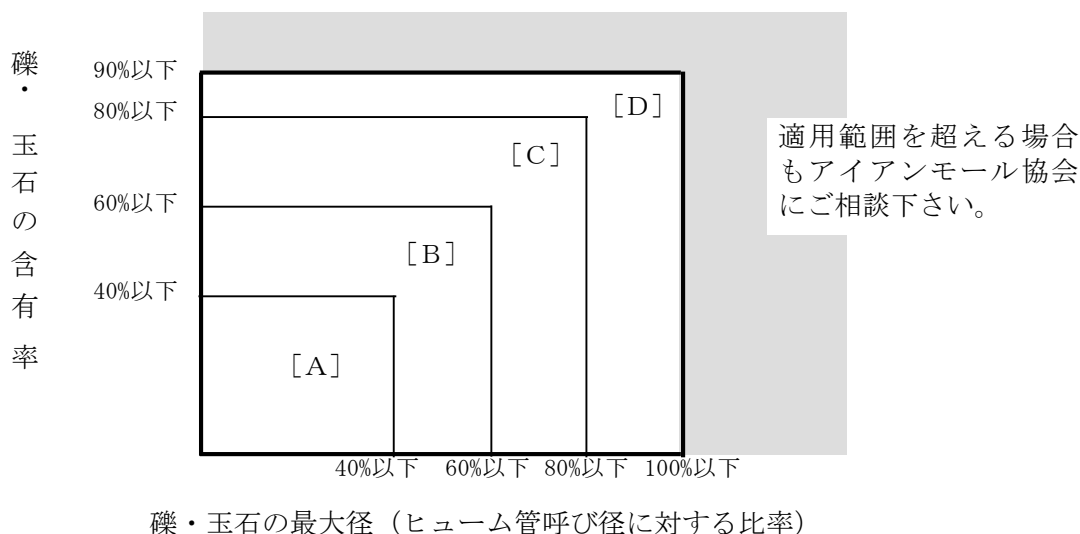 礫・玉石の含有率
90%以下
80%以下
60%以下
40%以下
[D]
[C]
[B]
[A]
適用範囲を超える場合
もアイアンモール協会
にご相談下さい。
40%以下 60%以下 80%以下 100%以下
礫・玉石の最大径（ヒューム管呼び径に対する比率）